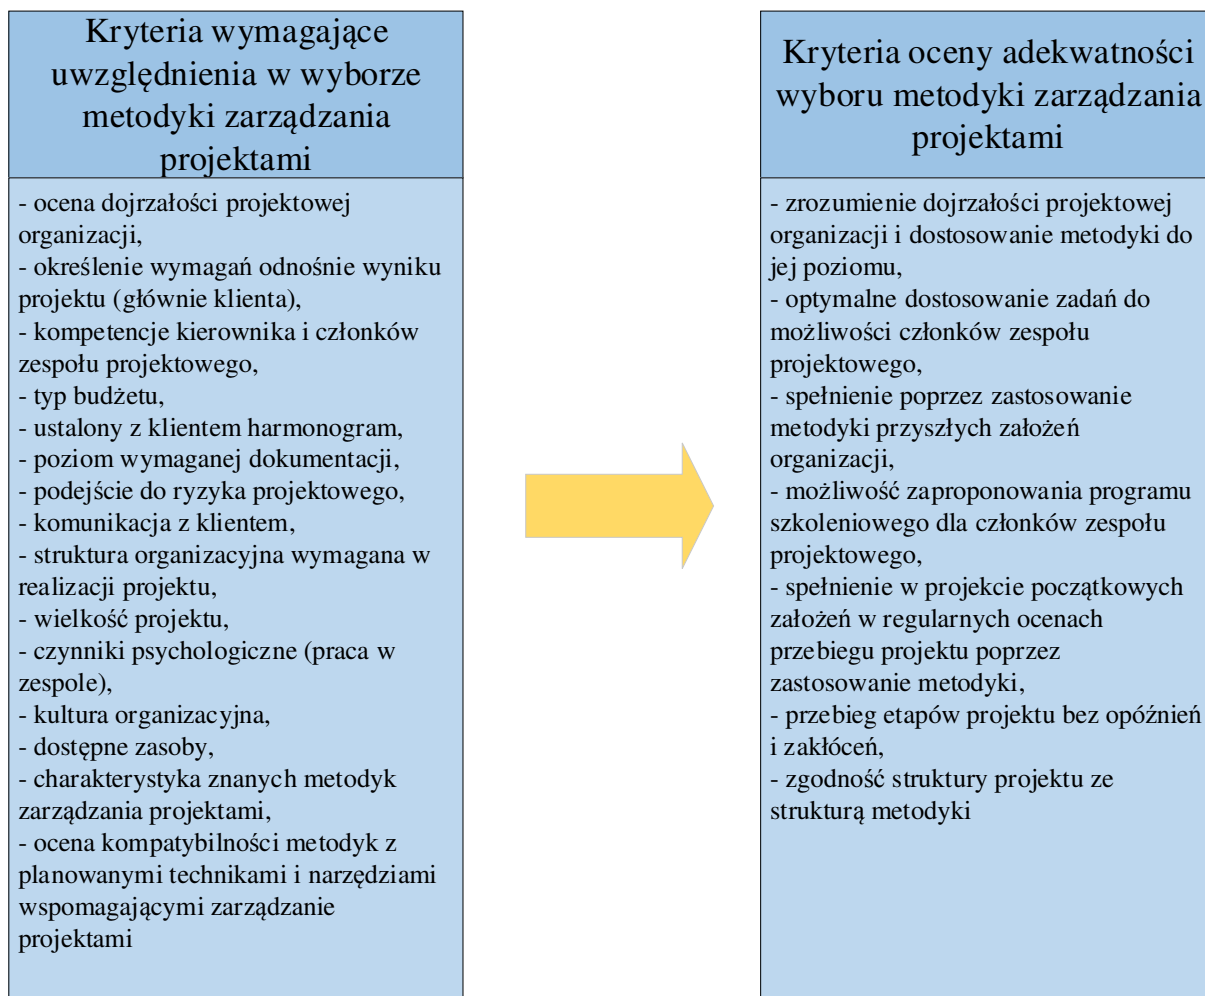 Kryteria wymagające
uwzględnienia w wyborze
metodyki zarządzania
projektami
- ocena dojrzałości projektowej
organizacji,
- określenie wymagań odnośnie wyniku
projektu (głównie klienta),
- kompetencje kierownika i członków
zespołu projektowego,
- typ budżetu,
- ustalony z klientem harmonogram,
- poziom wymaganej dokumentacji,
- podejście do ryzyka projektowego,
- komunikacja z klientem,
- struktura organizacyjna wymagana w
realizacji projektu,
- wielkość projektu,
- czynniki psychologiczne (praca w
zespole),
- kultura organizacyjna,
- dostępne zasoby,
- charakterystyka znanych metodyk
zarządzania projektami,
- ocena kompatybilności metodyk z
planowanymi technikami i narzędziami
wspomagającymi zarządzanie
projektami
Kryteria oceny adekwatności
wyboru metodyki zarządzania
projektami
- zrozumienie dojrzałości projektowej
organizacji i dostosowanie metodyki do
jej poziomu,
- optymalne dostosowanie zadań do
możliwości członków zespołu
projektowego,
- spełnienie poprzez zastosowanie
metodyki przyszłych założeń
organizacji,
- możliwość zaproponowania programu
szkoleniowego dla członków zespołu
projektowego,
- spełnienie w projekcie początkowych
założeń w regularnych ocenach
przebiegu projektu poprzez
zastosowanie metodyki,
- przebieg etapów projektu bez opóźnień
i zakłóceń,
- zgodność struktury projektu ze
strukturą metodyki